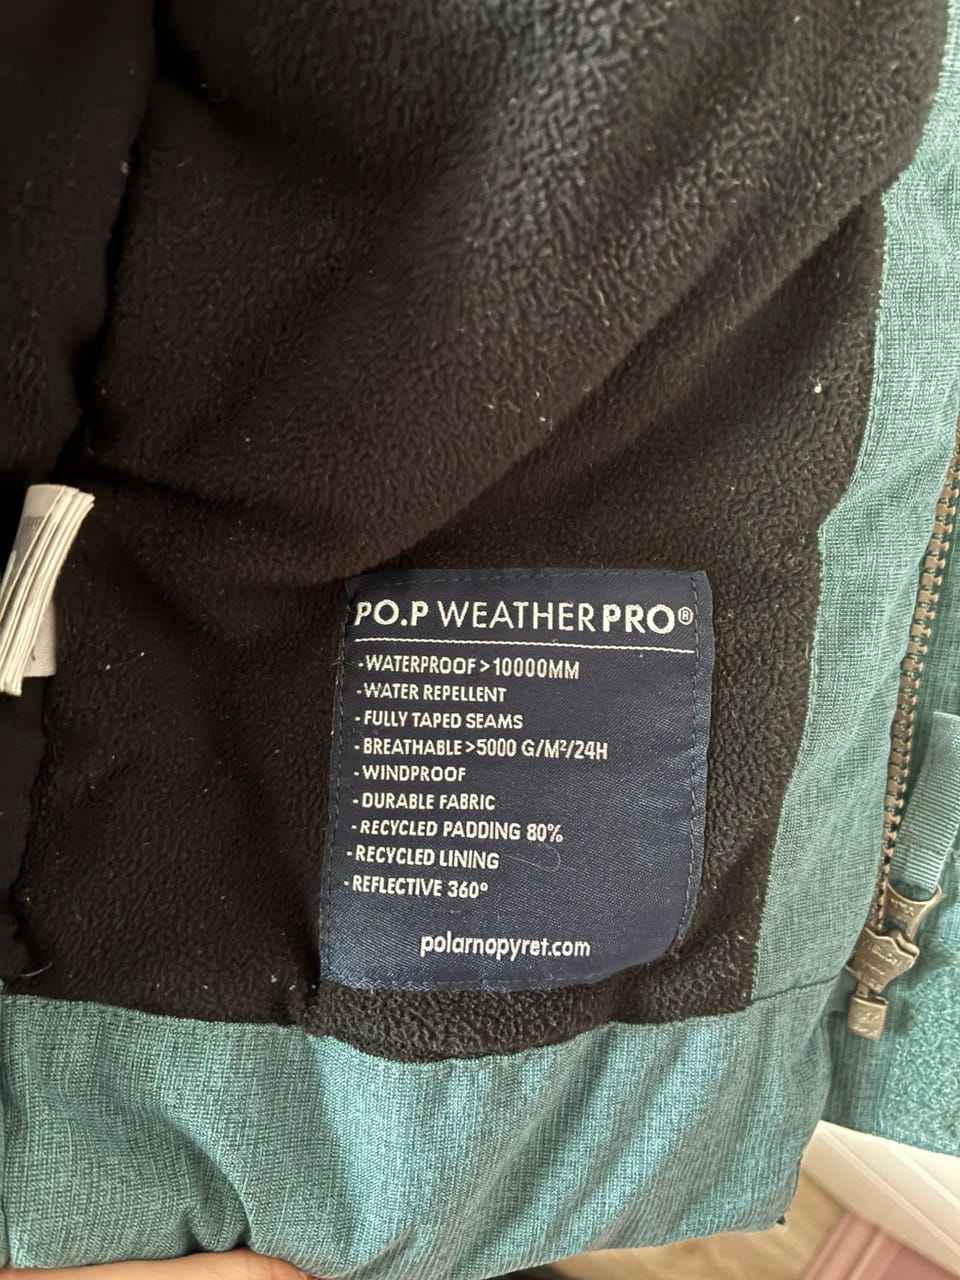 PO.P WEATHERPRO®
-WATERPROOF >10000MM
-WATER REPELLENT
-FULLY TAPED SEAMS
-BREATHABLE >5000 G/M²/24H
-WINDPROOF
-DURABLE FABRIC
-RECYCLED PADDING 80%
-RECYCLED LINING
-REFLECTIVE 360°
polarnopyret.com